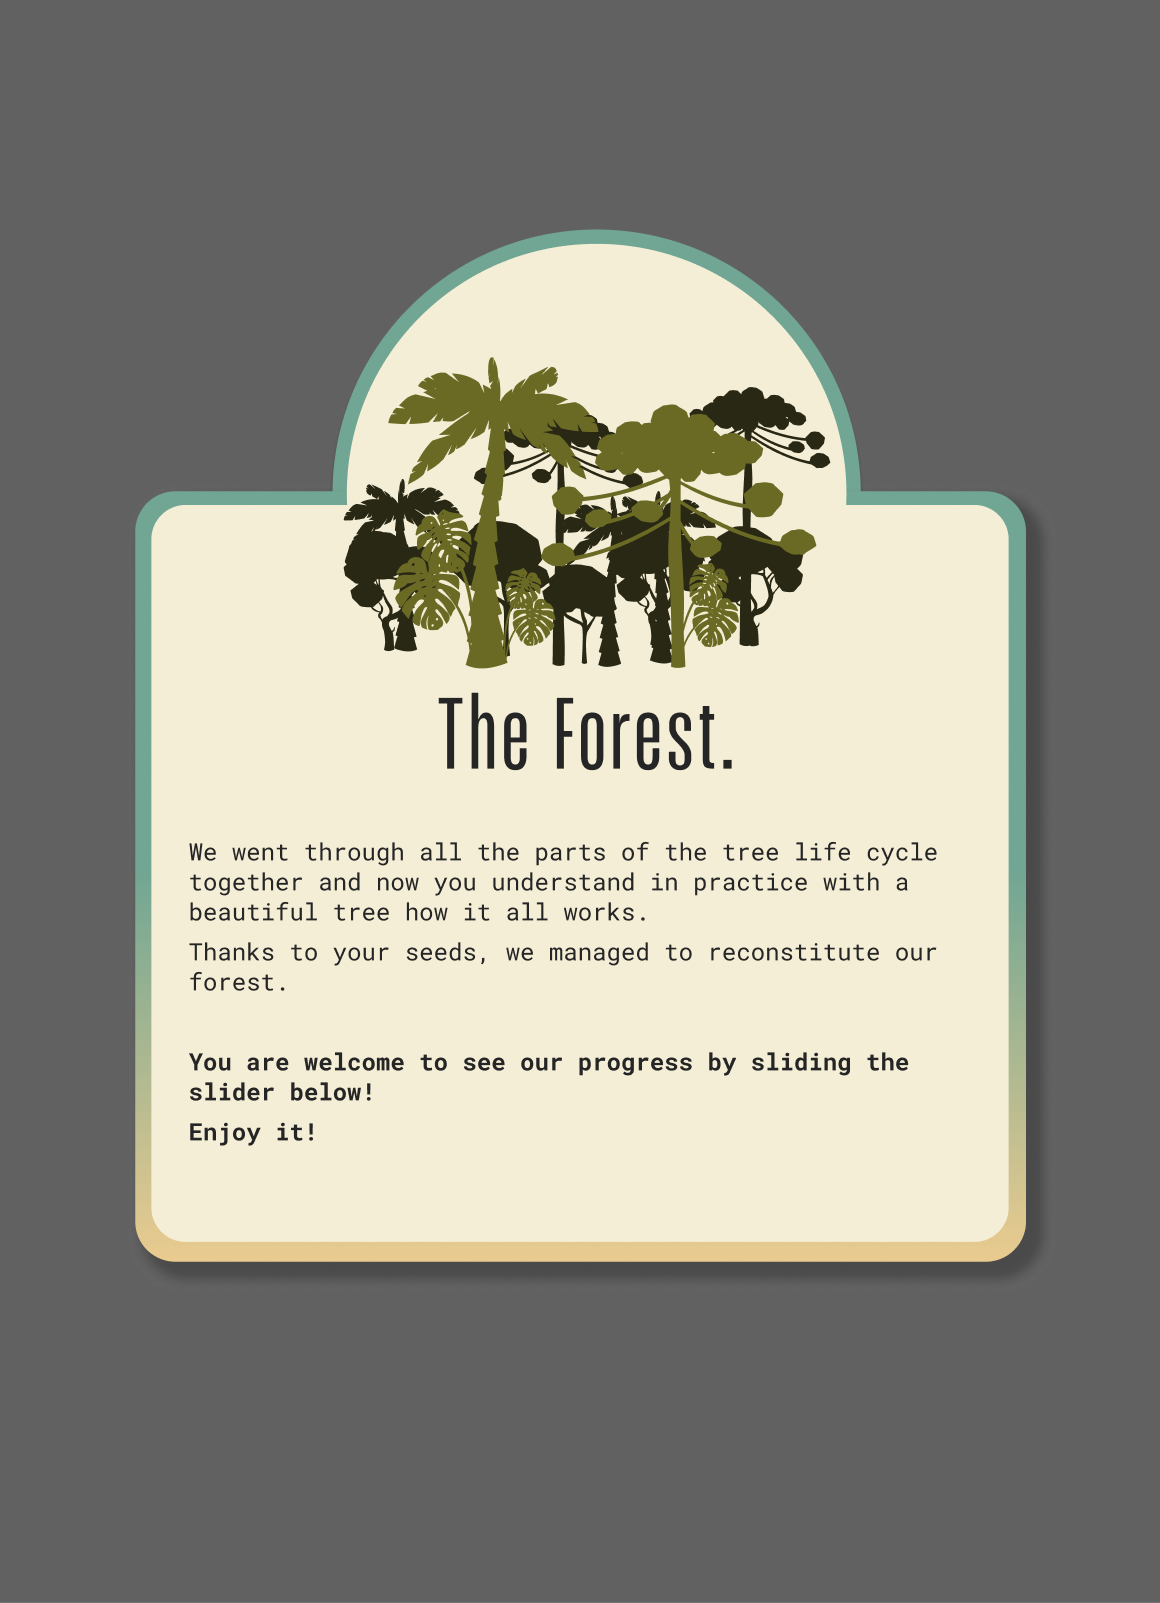 The Forest.
We went through all the parts of the tree life cycle
together and now you understand in practice with a
beautiful tree how it all works.
Thanks to your seeds, we managed to reconstitute our
forest.
You are welcome to see our progress by sliding the
slider below!
Enjoy it!